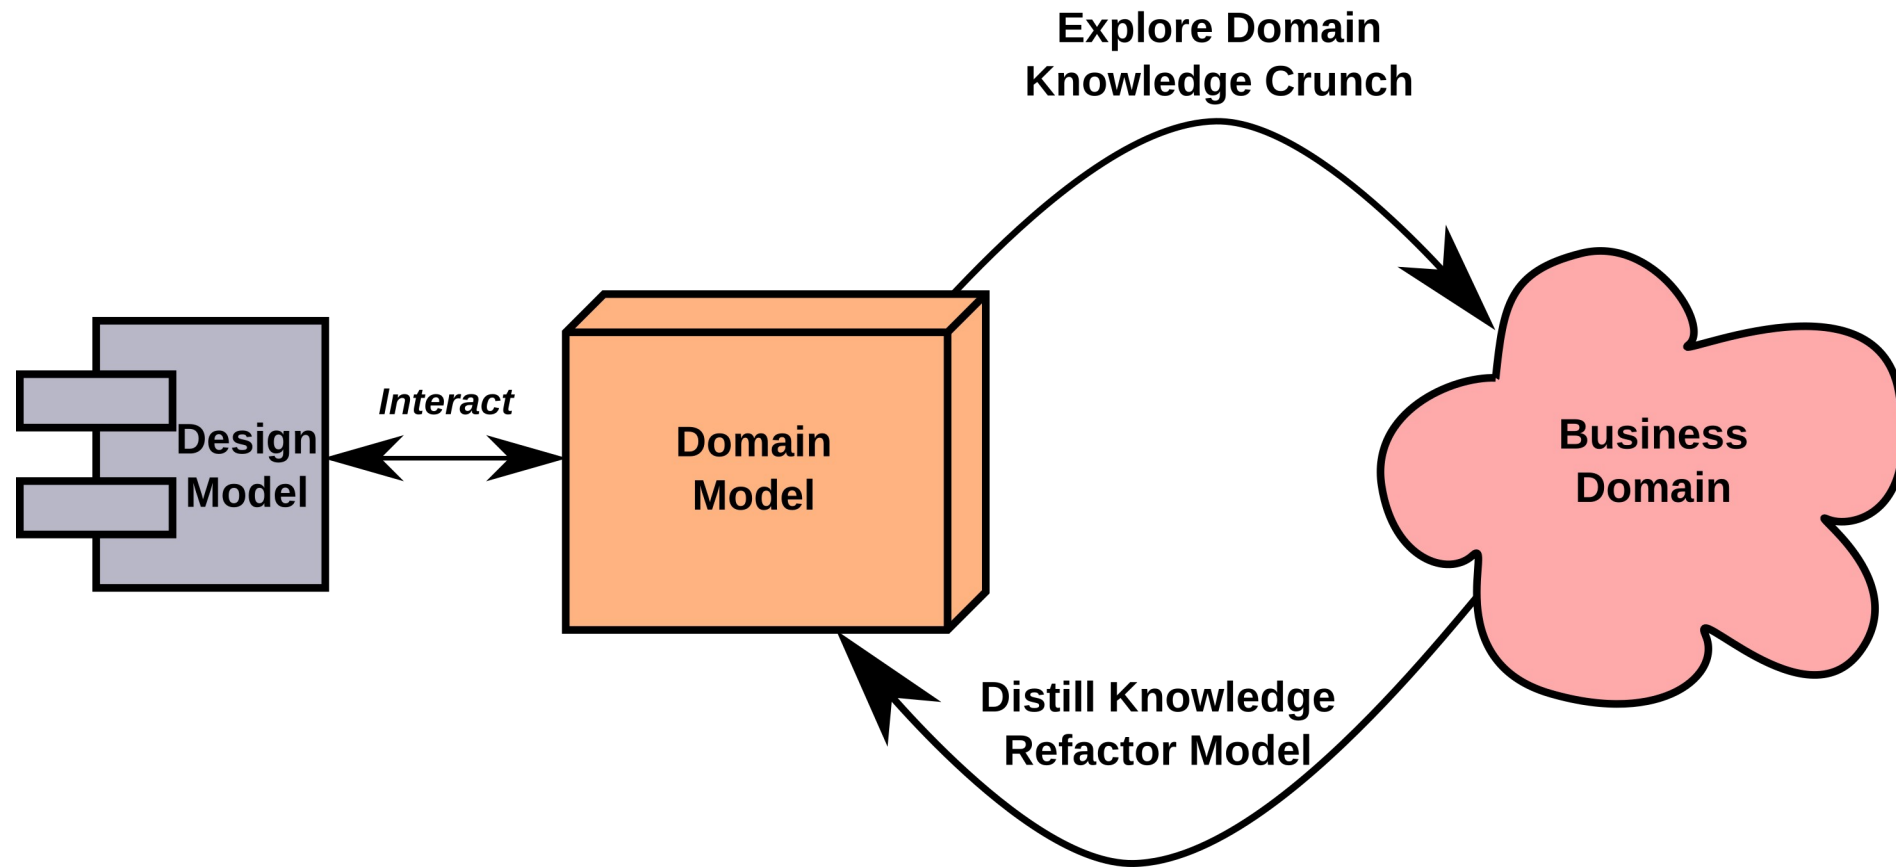 Explore Domain
Knowledge Crunch
Interact
Design
Model
Domain
Model
Business
Domain
Distill Knowledge
Refactor Model